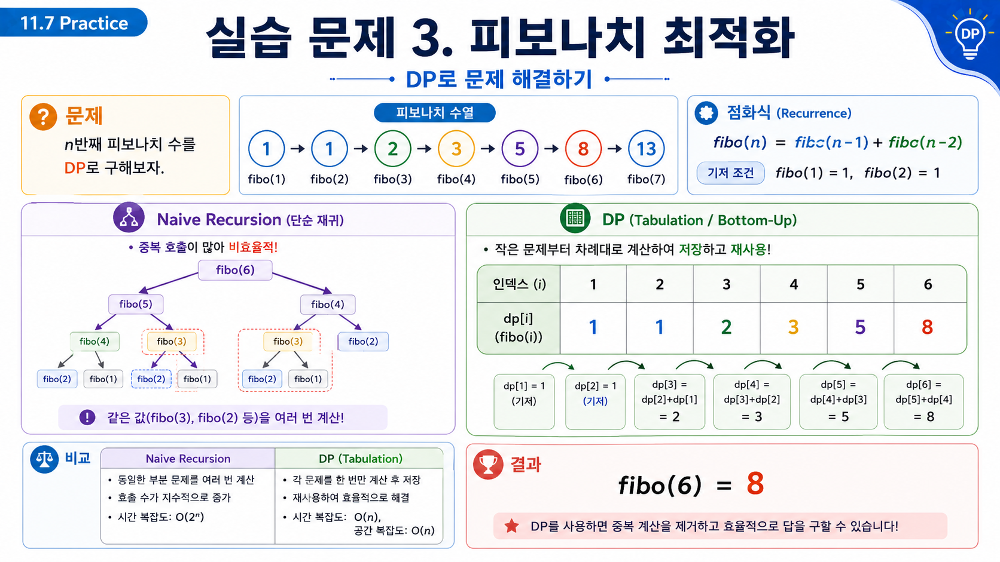 11.7 Practice
실습 문제 3. 피보나치 최적화
DP
DP로 문제 해결하기
? 문제
n번째 피보나치 수를
DP로 구해보자.
피보나치 수열
1 → 1 → 2 → 3 → 5 → 8 → 13
fibo(1) fibo(2) fibo(3) fibo(4) fibo(5) fibo(6) fibo(7)
점화식 (Recurrence)
fibo(n) = fibo(n-1) + fibo(n-2)
기저 조건 fibo(1) = 1, fibo(2) = 1
Naive Recursion (단순 재귀)
• 중복 호출이 많아 비효율적!
fibo(6)
fibo(5) fibo(4)
fibo(4) fibo(3) fibo(3) fibo(2)
fibo(2) fibo(1) fibo(2) fibo(1) fibo(2) fibo(1)
! 같은 값(fibo(3), fibo(2) 등)을 여러 번 계산!
DP (Tabulation / Bottom-Up)
• 작은 문제부터 차례대로 계산하여 저장하고 재사용!
인덱스 (i) 1 2 3 4 5 6
dp[i]
(fibo(i)) 1 1 2 3 5 8
dp[1] = 1
(기저)
dp[2] = 1
(기저)
dp[3] =
dp[2]+dp[1]
= 2
dp[4] =
dp[3]+dp[2]
= 3
dp[5] =
dp[4]+dp[3]
= 5
dp[6] =
dp[5]+dp[4]
= 8
비교
Naive Recursion
• 동일한 부분 문제를 여러 번 계산
• 호출 수가 지수적으로 증가
• 시간 복잡도: O(2ⁿ)
DP (Tabulation)
• 각 문제를 한 번만 계산 후 저장
• 재사용하여 효율적으로 해결
• 시간 복잡도: O(n),
공간 복잡도: O(n)
결과
fibo(6) = 8
★ DP를 사용하면 중복 계산을 제거하고 효율적으로 답을 구할 수 있습니다!